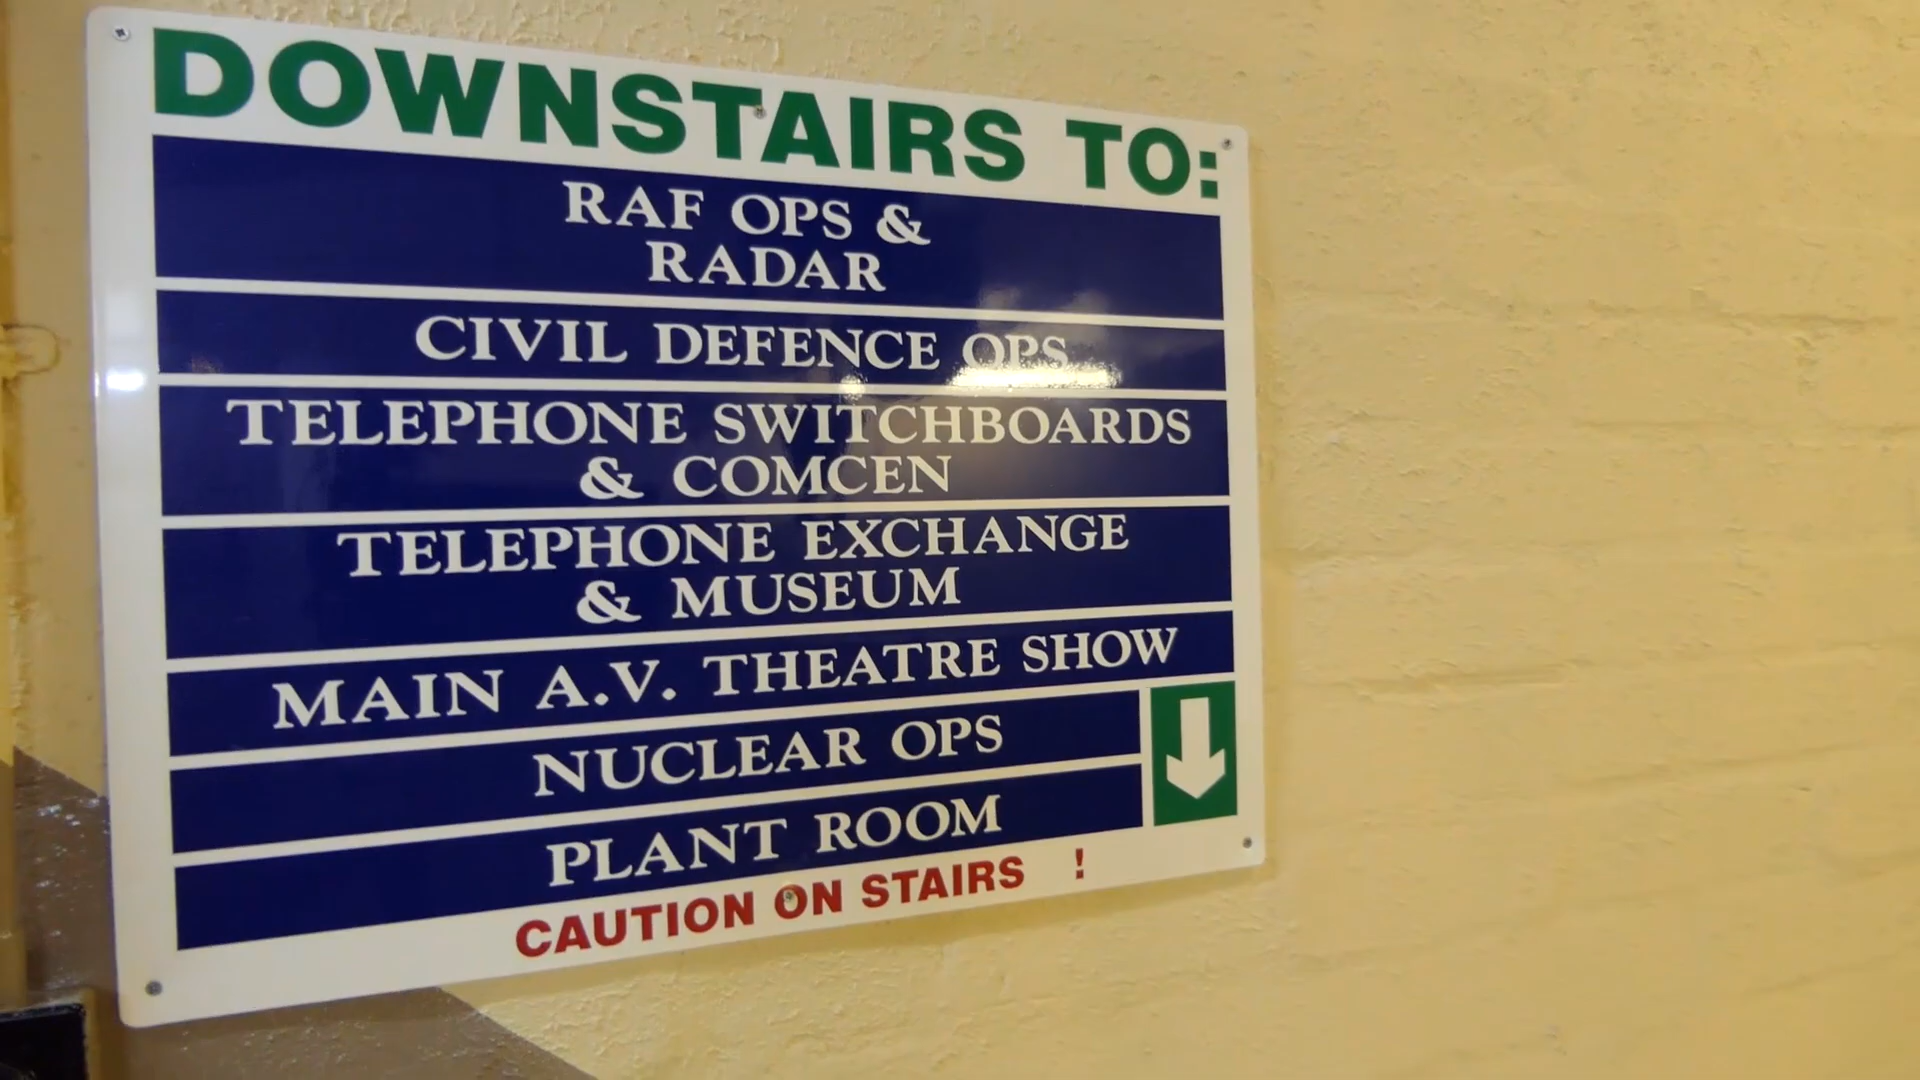 DOWNSTAIRS TO:
RAF OPS &
RADAR
CIVIL DEFENCE OPS
TELEPHONE SWITCHBOARDS
& COMCEN
TELEPHONE EXCHANGE
& MUSEUM
MAIN A.V. THEATRE SHOW
NUCLEAR OPS
PLANT ROOM
CAUTION ON STAIRS !